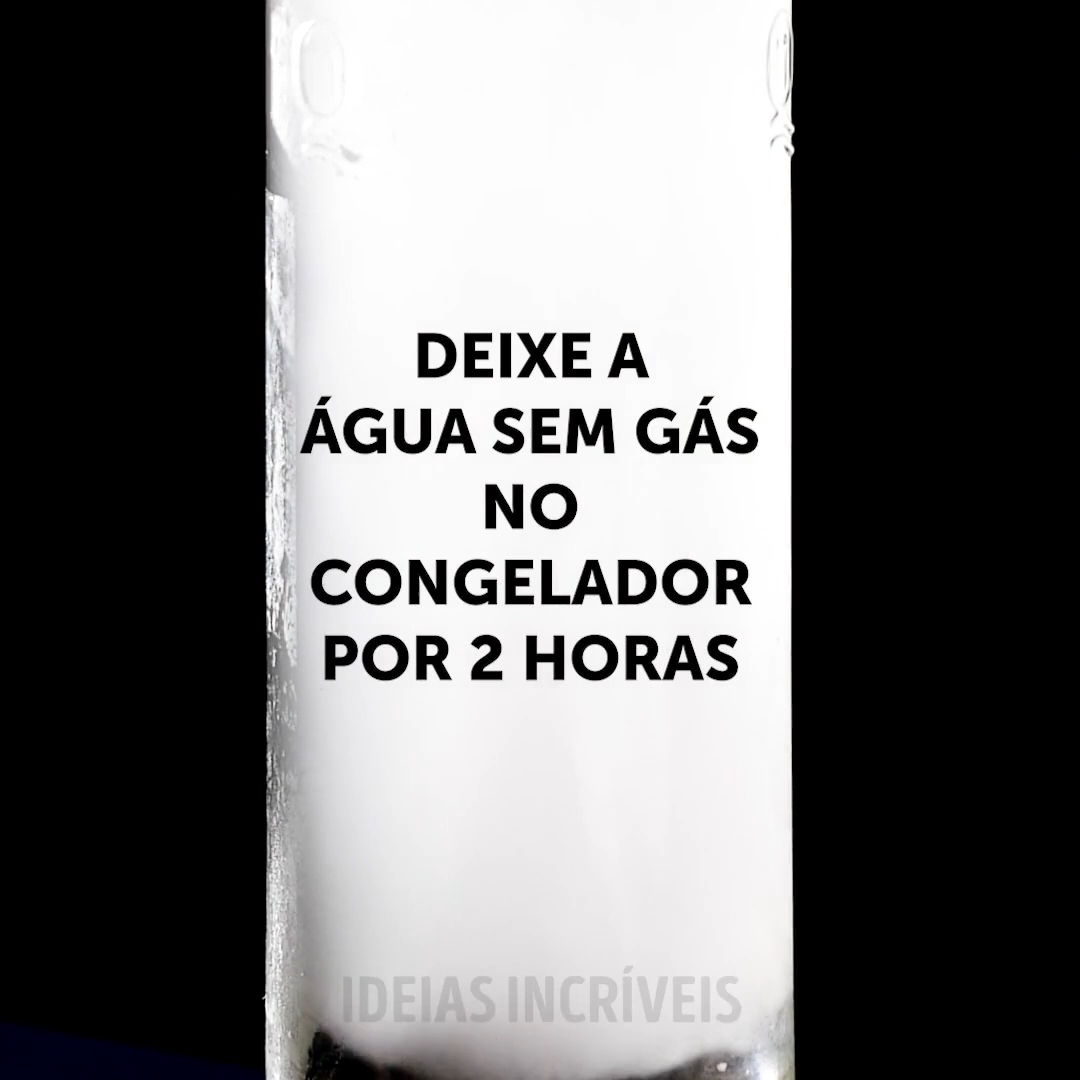 DEIXE A
ÁGUA SEM GÁS
NO
CONGELADOR
POR 2 HORAS
IDEIAS INCRÍVEIS